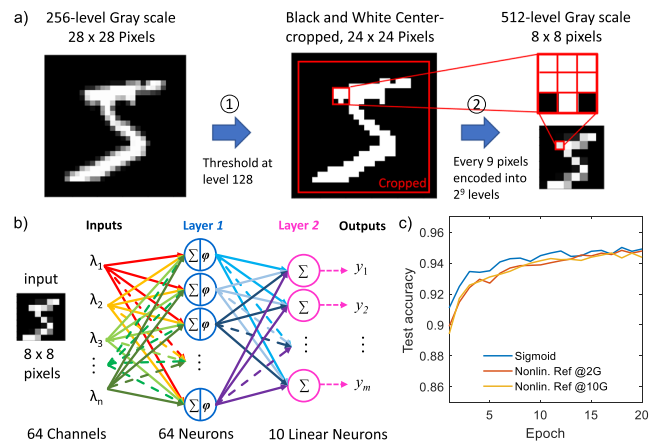 a)
256-level Gray scale
28 x 28 Pixels
Black and White Center-
cropped, 24 x 24 Pixels
512-level Gray scale
8 x 8 pixels
1
Threshold at
level 128
Cropped
2
Every 9 pixels
encoded into
2⁹ levels
b)
Inputs
Layer 1
Layer 2
Outputs
input
8 x 8
pixels
λ₁
λ₂
λ₃
⋮
λₙ
∑ φ
∑ φ
∑ φ
⋮
∑ φ
∑
∑
⋮
∑
y₁
y₂
⋮
yₘ
64 Channels
64 Neurons
10 Linear Neurons
c)
Test accuracy
0.96
0.94
0.92
0.9
0.88
0.86
5
10
15
20
Epoch
Sigmoid
Nonlin. Ref @2G
Nonlin. Ref @10G